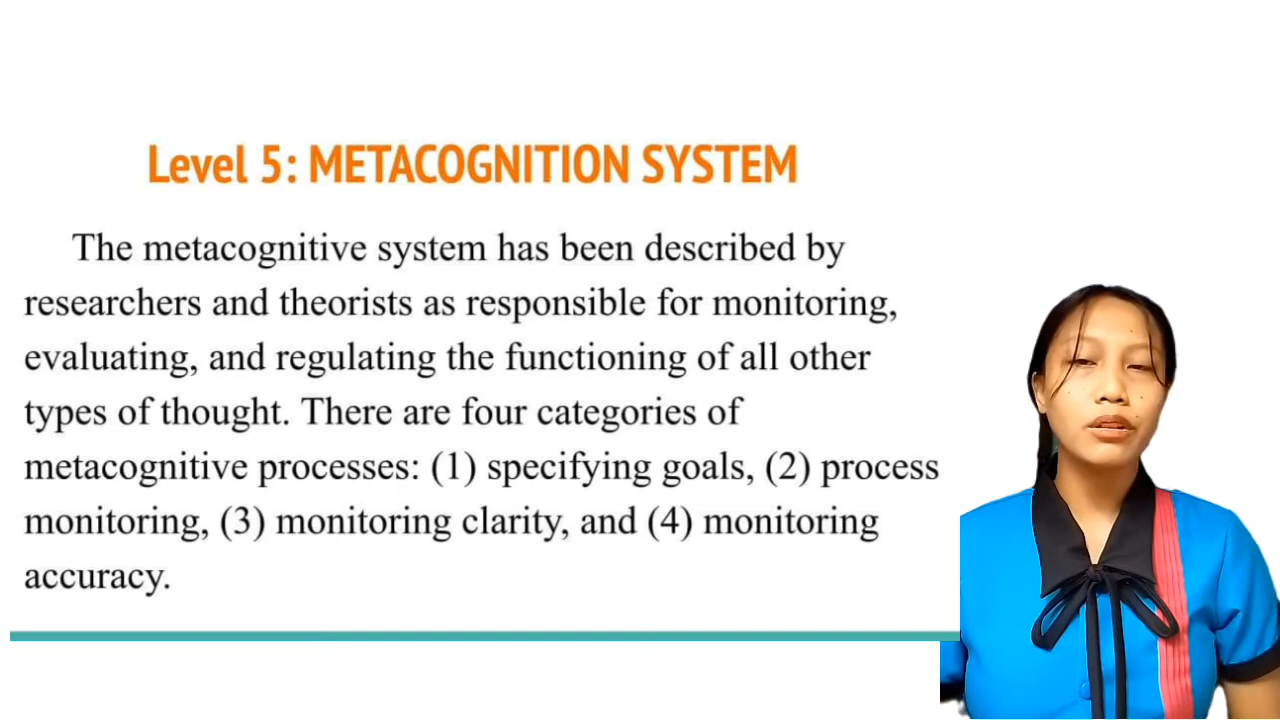 Level 5: METACOGNITION SYSTEM
The metacognitive system has been described by
researchers and theorists as responsible for monitoring,
evaluating, and regulating the functioning of all other
types of thought. There are four categories of
metacognitive processes: (1) specifying goals, (2) process
monitoring, (3) monitoring clarity, and (4) monitoring
accuracy.